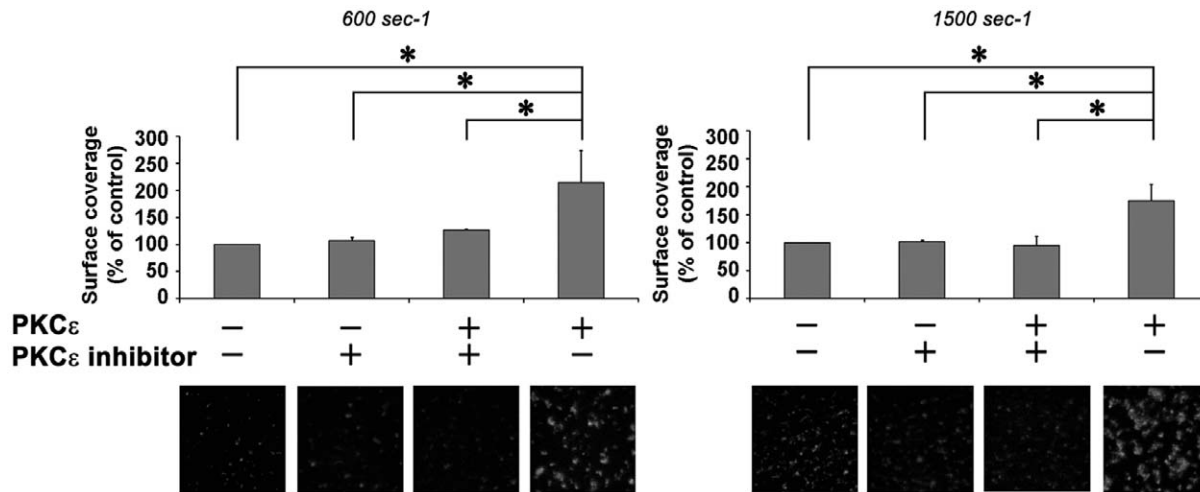 600 sec-1
1500 sec-1
*
*
*
*
*
*
Surface coverage
(% of control)
300
250
200
150
100
50
0
Surface coverage
(% of control)
300
250
200
150
100
50
0
PKCε − − + + − − + +
PKCε inhibitor − + + − − + + −